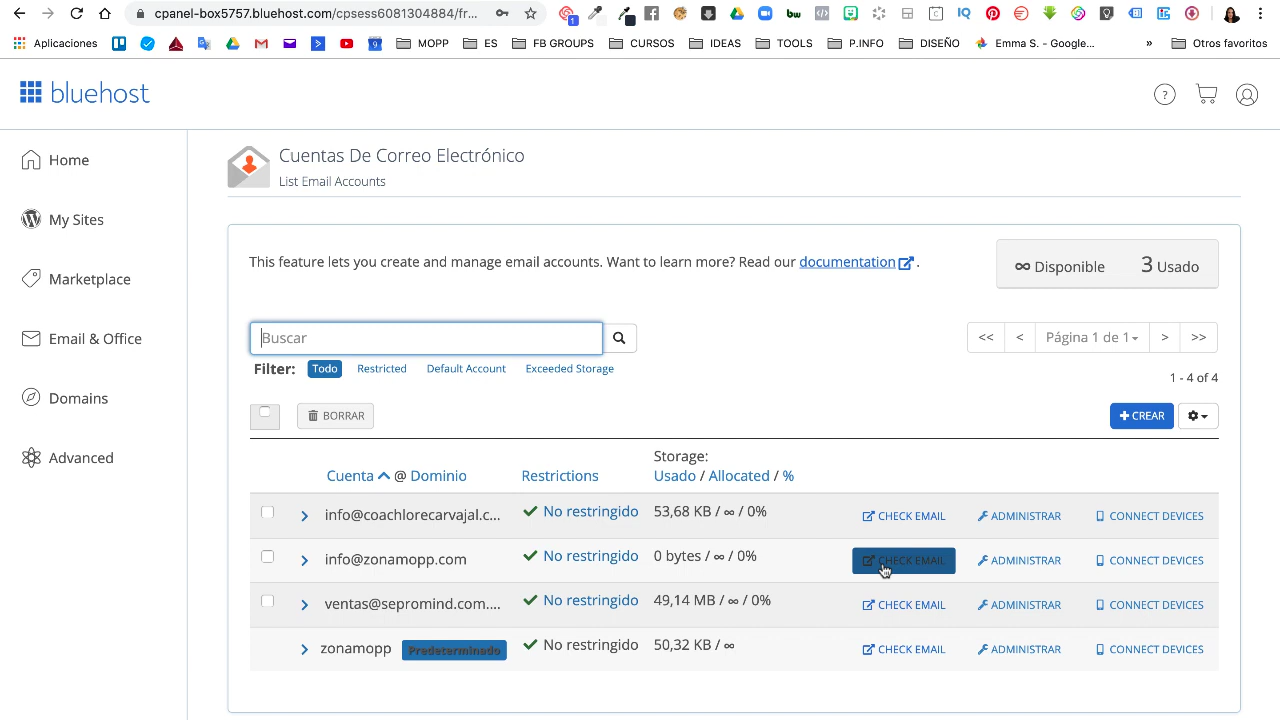 cpanel-box5757.bluehost.com/cpsess6081304884/fr...
1
Aplicaciones
9
MOPP
ES
FB GROUPS
CURSOS
IDEAS
TOOLS
P.INFO
DISEÑO
Emma S. - Google...
»
Otros favoritos
bluehost
?
Home
My Sites
Marketplace
Email & Office
Domains
Advanced
Cuentas De Correo Electrónico
List Email Accounts
This feature lets you create and manage email accounts. Want to learn more? Read our documentation .
∞ Disponible 3 Usado
Buscar
<< < Página 1 de 1 > >>
Filter: Todo Restricted Default Account Exceeded Storage
1 - 4 of 4
BORRAR
+ CREAR
Storage:
Cuenta @ Dominio Restrictions Usado / Allocated / %
info@coachlorecarvajal.c... No restringido 53,68 KB / ∞ / 0% CHECK EMAIL ADMINISTRAR CONNECT DEVICES
info@zonamopp.com No restringido 0 bytes / ∞ / 0% CHECK EMAIL ADMINISTRAR CONNECT DEVICES
ventas@sepromind.com.... No restringido 49,14 MB / ∞ / 0% CHECK EMAIL ADMINISTRAR CONNECT DEVICES
zonamopp Predeterminado No restringido 50,32 KB / ∞ CHECK EMAIL ADMINISTRAR CONNECT DEVICES